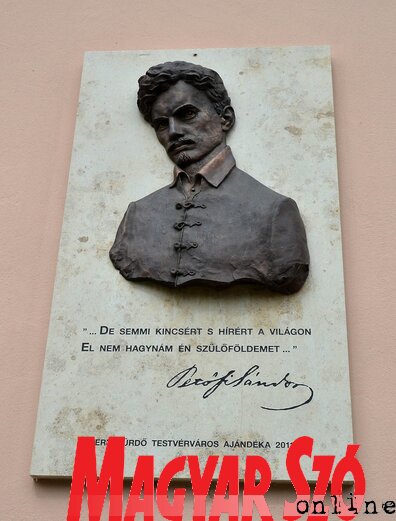 "... DE SEMMI KINCSÉRT S HÍRÉRT A VILÁGON
EL NEM HAGYNÁM ÉN SZÜLŐFÖLDEMET ... "
Petőfi Sándor
TESTVÉRVÁROS AJÁNDÉKA
MAGYAR SZÓ
online